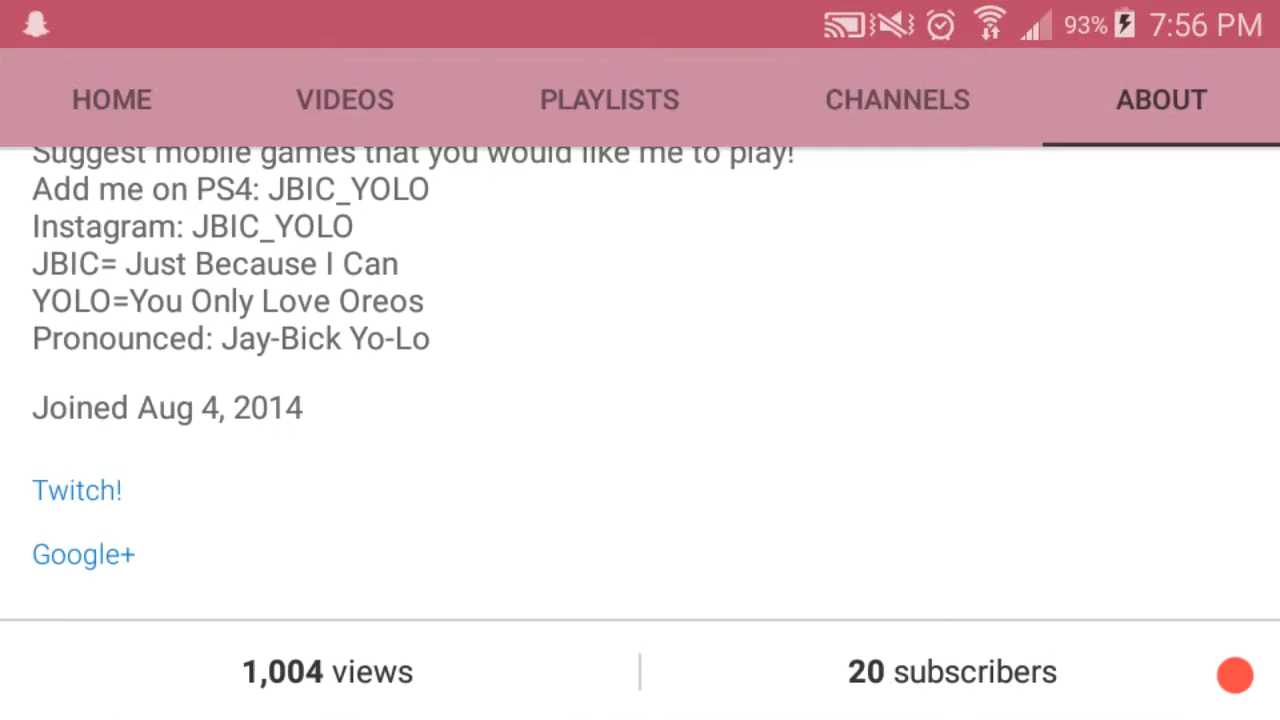 93% 7:56 PM
HOME VIDEOS PLAYLISTS CHANNELS ABOUT
Suggest mobile games that you would like me to play!
Add me on PS4: JBIC_YOLO
Instagram: JBIC_YOLO
JBIC= Just Because I Can
YOLO=You Only Love Oreos
Pronounced: Jay-Bick Yo-Lo
Joined Aug 4, 2014
Twitch!
Google+
1,004 views 20 subscribers